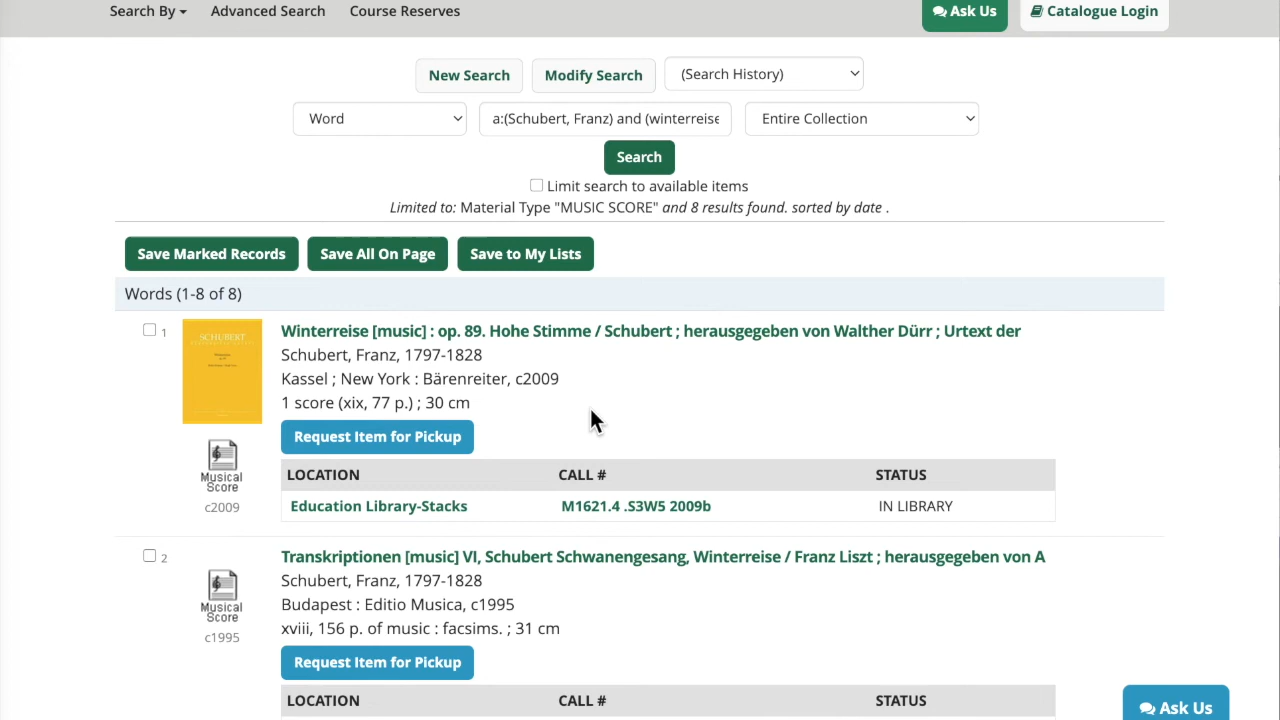 Search By
Advanced Search
Course Reserves
Ask Us
Catalogue Login
New Search
Modify Search
(Search History)
Word
a:(Schubert, Franz) and (winterreise
Entire Collection
Search
Limit search to available items
Limited to: Material Type "MUSIC SCORE" and 8 results found. sorted by date .
Save Marked Records
Save All On Page
Save to My Lists
Words (1-8 of 8)
1
SCHUBERT
Winterreise [music] : op. 89. Hohe Stimme / Schubert ; herausgegeben von Walther Dürr ; Urtext der
Schubert, Franz, 1797-1828
Kassel ; New York : Bärenreiter, c2009
1 score (xix, 77 p.) ; 30 cm
Musical
Score
c2009
Request Item for Pickup
LOCATION CALL # STATUS
Education Library-Stacks M1621.4 .S3W5 2009b IN LIBRARY
2
Transkriptionen [music] VI, Schubert Schwanengesang, Winterreise / Franz Liszt ; herausgegeben von A
Schubert, Franz, 1797-1828
Budapest : Editio Musica, c1995
xviii, 156 p. of music : facsims. ; 31 cm
Musical
Score
c1995
Request Item for Pickup
LOCATION CALL # STATUS
Ask Us